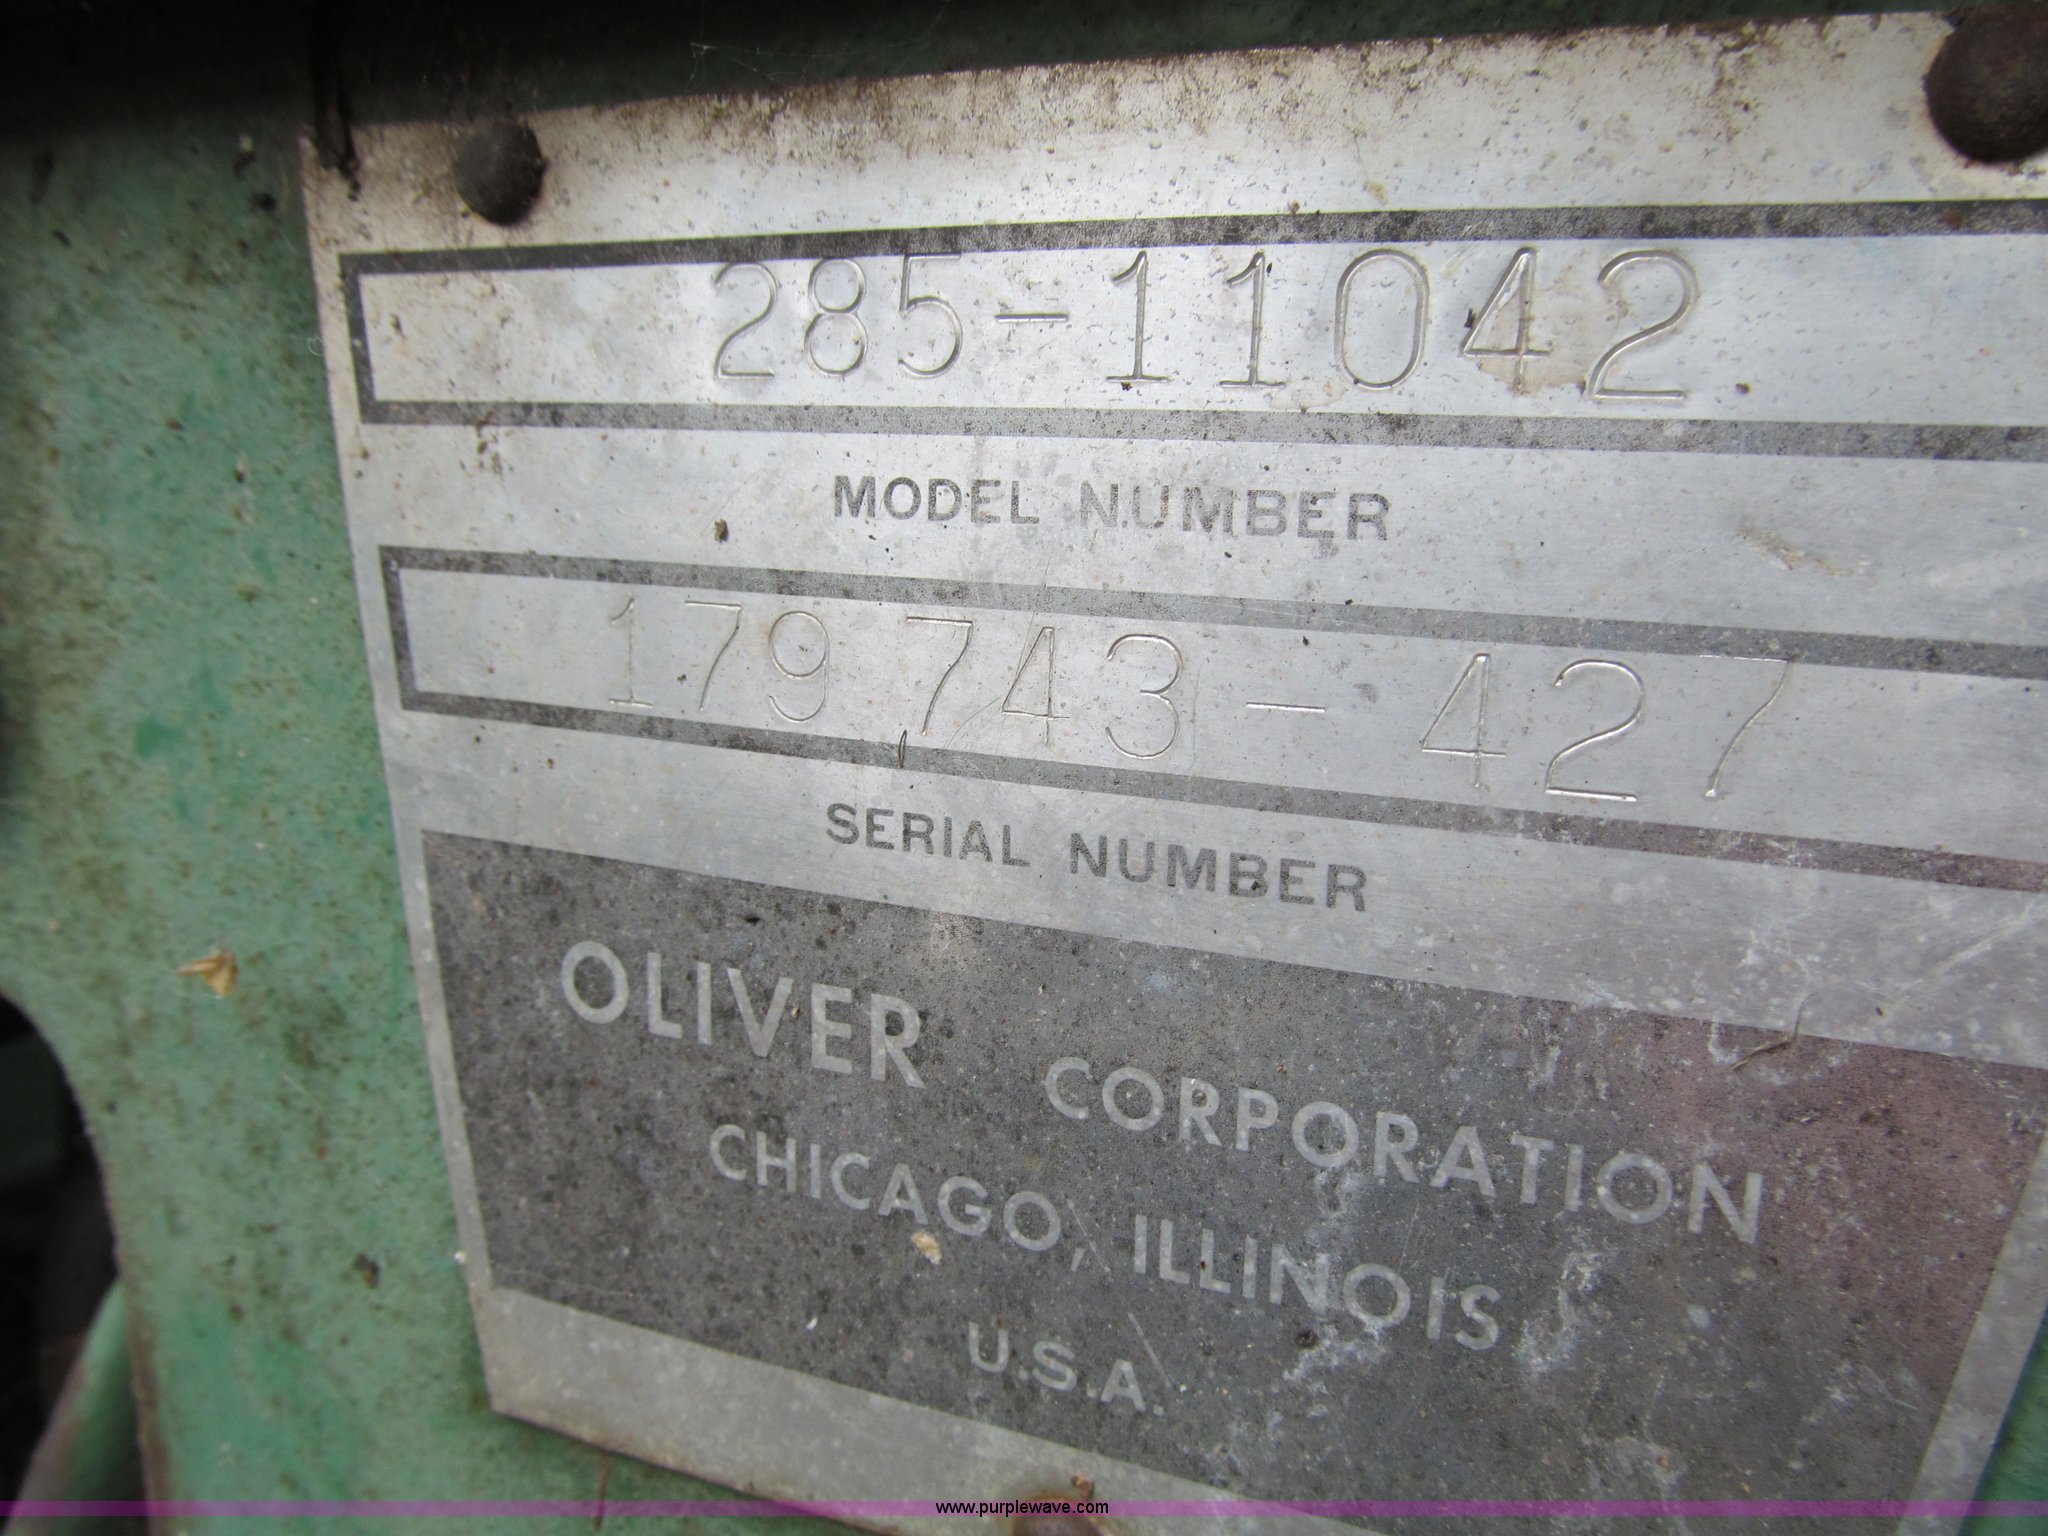 285-11042
MODEL NUMBER
179 743-427
SERIAL NUMBER
OLIVER CORPORATION
CHICAGO, ILLINOIS
U.S.A.
www.purplewave.com